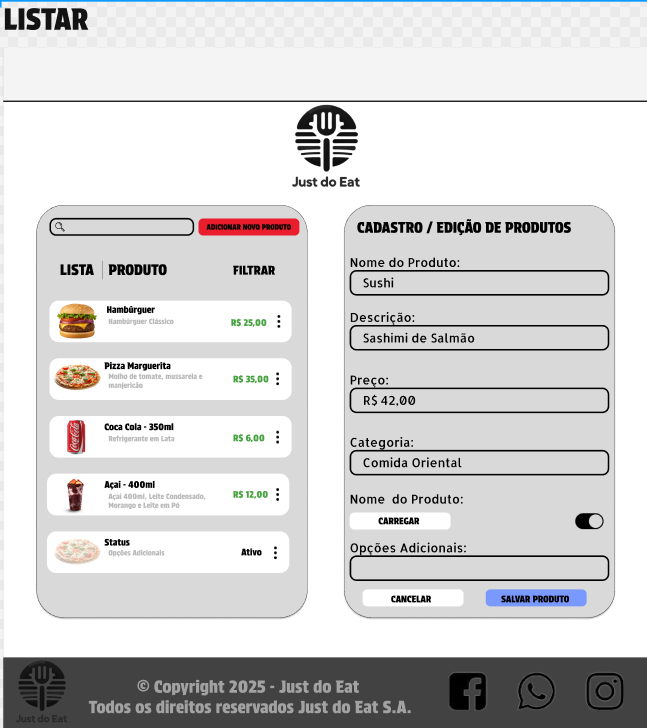 LISTAR
Just do Eat
ADICIONAR NOVO PRODUTO
LISTA PRODUTO FILTRAR
Hambúrguer
Hambúrguer Clássico
R$ 25,00
Pizza Marguerita
Molho de tomate, mussarela e
manjericão
R$ 35,00
Coca Cola - 350ml
Refrigerante em Lata
R$ 6,00
Açai - 400ml
Açai 400ml, Leite Condensado,
Morango e Leite em Pó
R$ 12,00
Status
Opções Adicionais
Ativo
CADASTRO / EDIÇÃO DE PRODUTOS
Nome do Produto:
Sushi
Descrição:
Sashimi de Salmão
Preço:
R$ 42,00
Categoria:
Comida Oriental
Nome do Produto:
CARREGAR
Opções Adicionais:
CANCELAR
SALVAR PRODUTO
Just do Eat
© Copyright 2025 - Just do Eat
Todos os direitos reservados Just do Eat S.A.